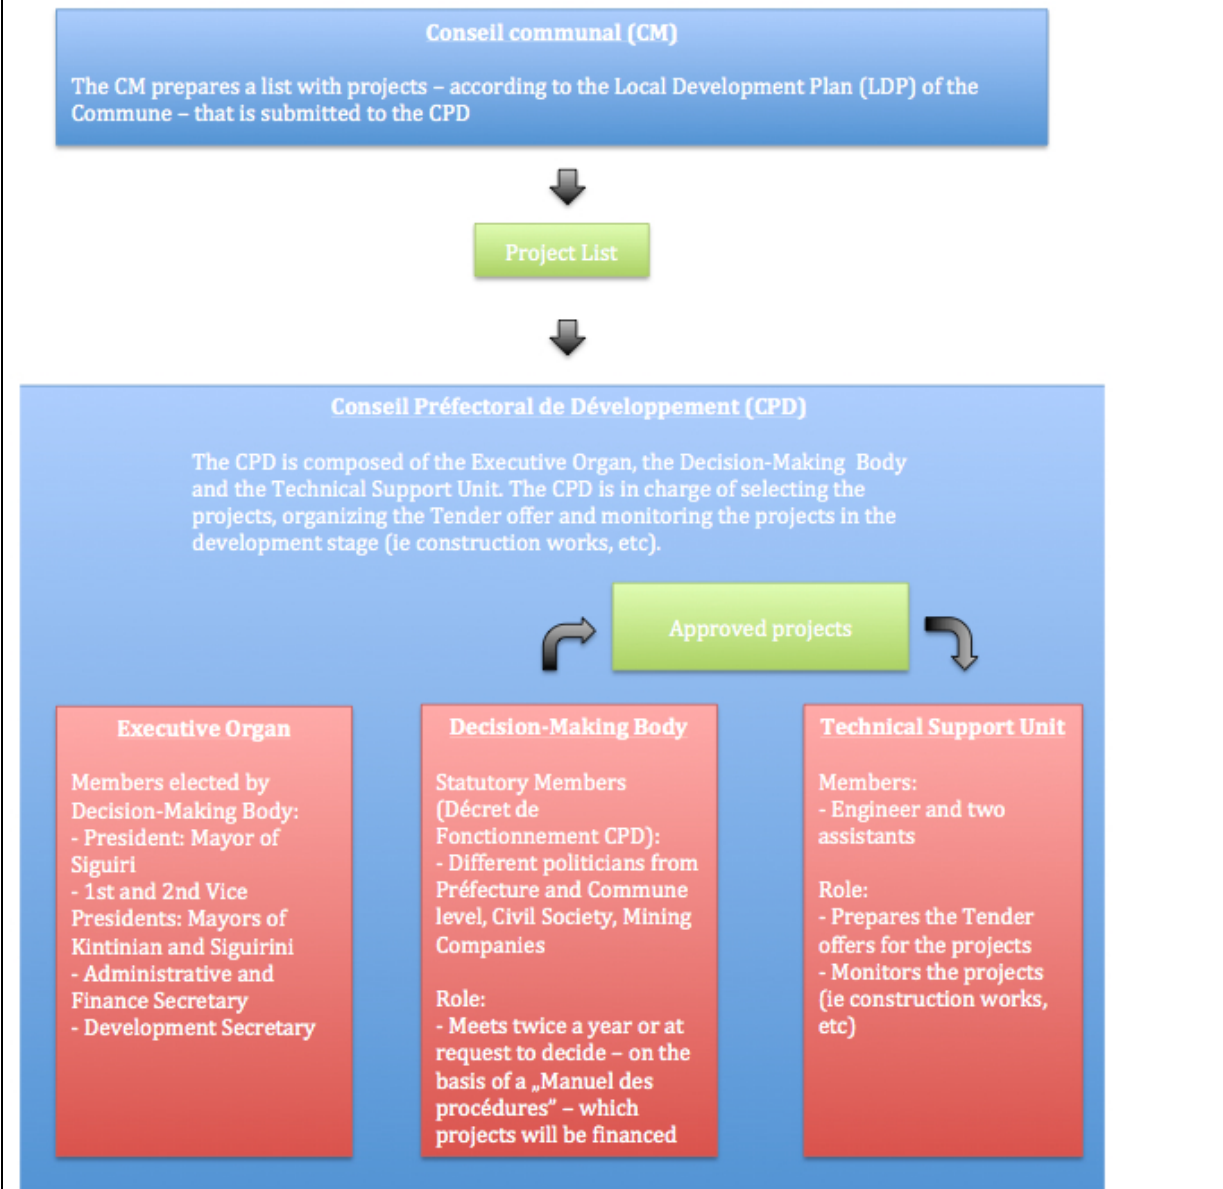 Conseil communal (CM)
The CM prepares a list with projects – according to the Local Development Plan (LDP) of the
Commune – that is submitted to the CPD
Project List
Conseil Préfectoral de Développement (CPD)
The CPD is composed of the Executive Organ, the Decision-Making Body
and the Technical Support Unit. The CPD is in charge of selecting the
projects, organizing the Tender offer and monitoring the projects in the
development stage (ie construction works, etc).
Approved projects
Executive Organ
Members elected by
Decision-Making Body:
- President: Mayor of
Siguiri
- 1st and 2nd Vice
Presidents: Mayors of
Kintinian and Siguirini
- Administrative and
Finance Secretary
- Development Secretary
Decision-Making Body
Statutory Members
(Décret de
Fonctionnement CPD):
- Different politicians from
Préfecture and Commune
level, Civil Society, Mining
Companies
Role:
- Meets twice a year or at
request to decide – on the
basis of a „Manuel des
procédures” – which
projects will be financed
Technical Support Unit
Members:
- Engineer and two
assistants
Role:
- Prepares the Tender
offers for the projects
- Monitors the projects
(ie construction works,
etc)